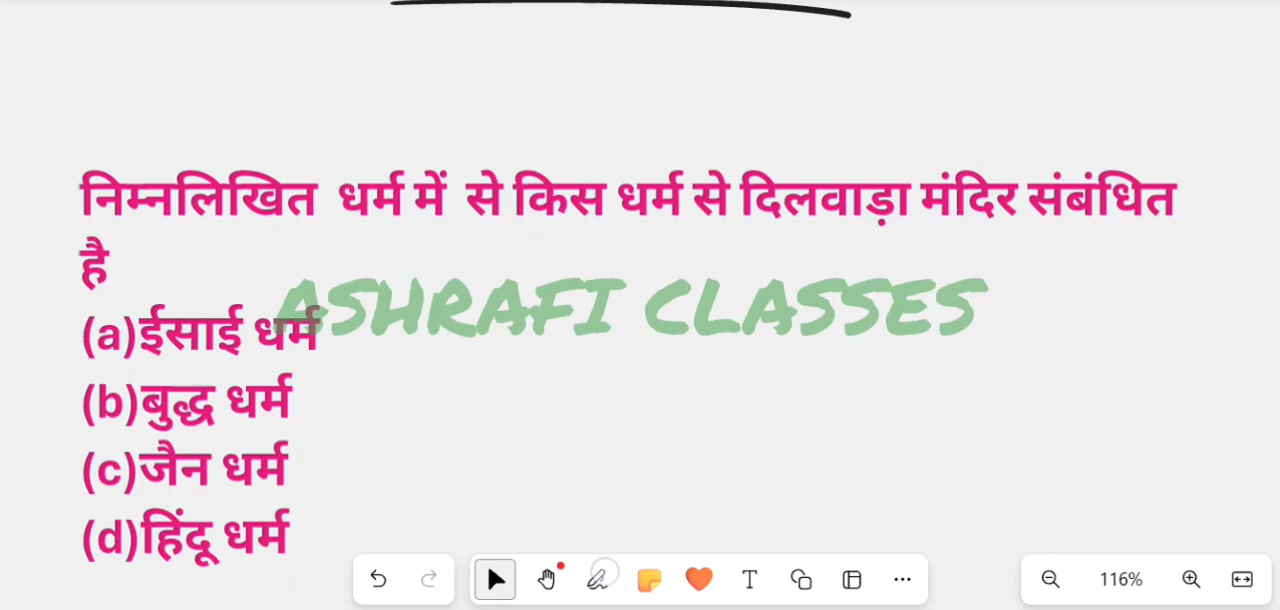 निम्नलिखित धर्म में से किस धर्म से दिलवाड़ा मंदिर संबंधित
है
ASHRAFI CLASSES
(a)ईसाई धर्म
(b)बुद्ध धर्म
(c)जैन धर्म
(d)हिंदू धर्म
T
116%